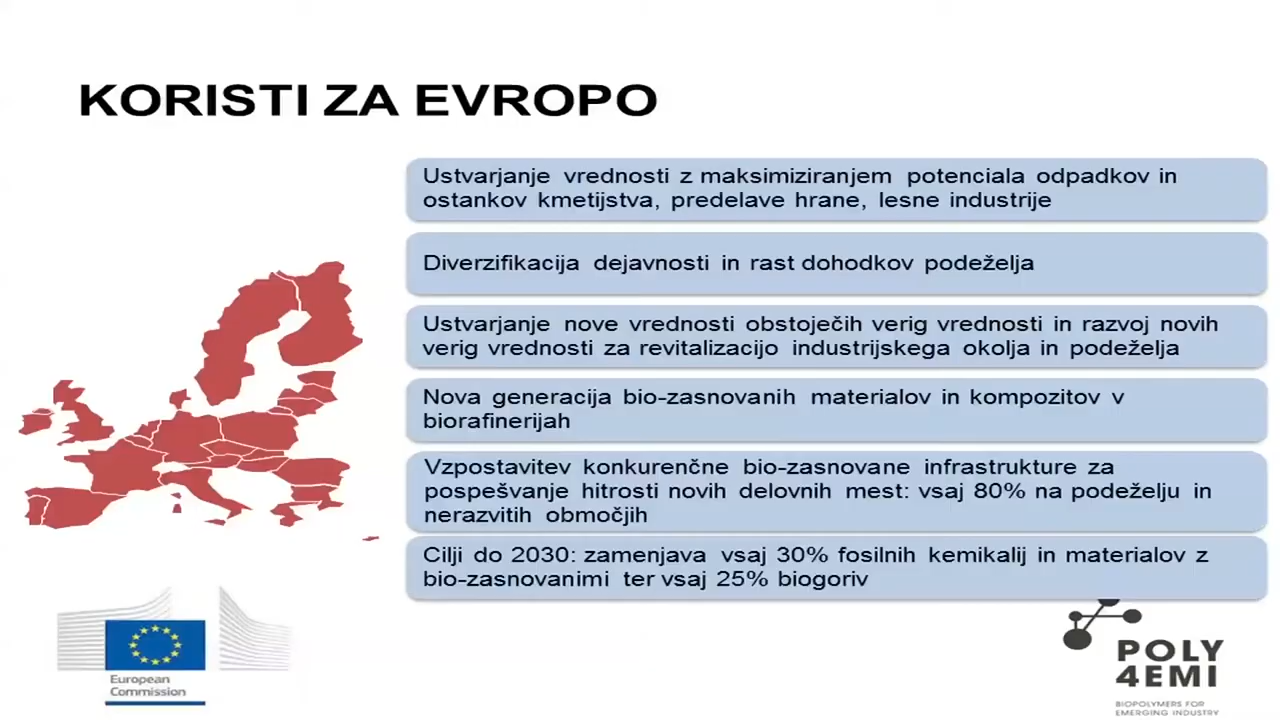 KORISTI ZA EVROPO
Ustvarjanje vrednosti z maksimiziranjem potenciala odpadkov in
ostankov kmetijstva, predelave hrane, lesne industrije
Diverzifikacija dejavnosti in rast dohodkov podeželja
Ustvarjanje nove vrednosti obstoječih verig vrednosti in razvoj novih
verig vrednosti za revitalizacijo industrijskega okolja in podeželja
Nova generacija bio-zasnovanih materialov in kompozitov v
biorafinerijah
Vzpostavitev konkurenčne bio-zasnovane infrastrukture za
pospešvanje hitrosti novih delovnih mest: vsaj 80% na podeželju in
nerazvitih območjih
Cilji do 2030: zamenjava vsaj 30% fosilnih kemikalij in materialov z
bio-zasnovanimi ter vsaj 25% biogoriv
European
Commission
POLY
4EMI
BIOPOLYMERS FOR
EMERGING INDUSTRY